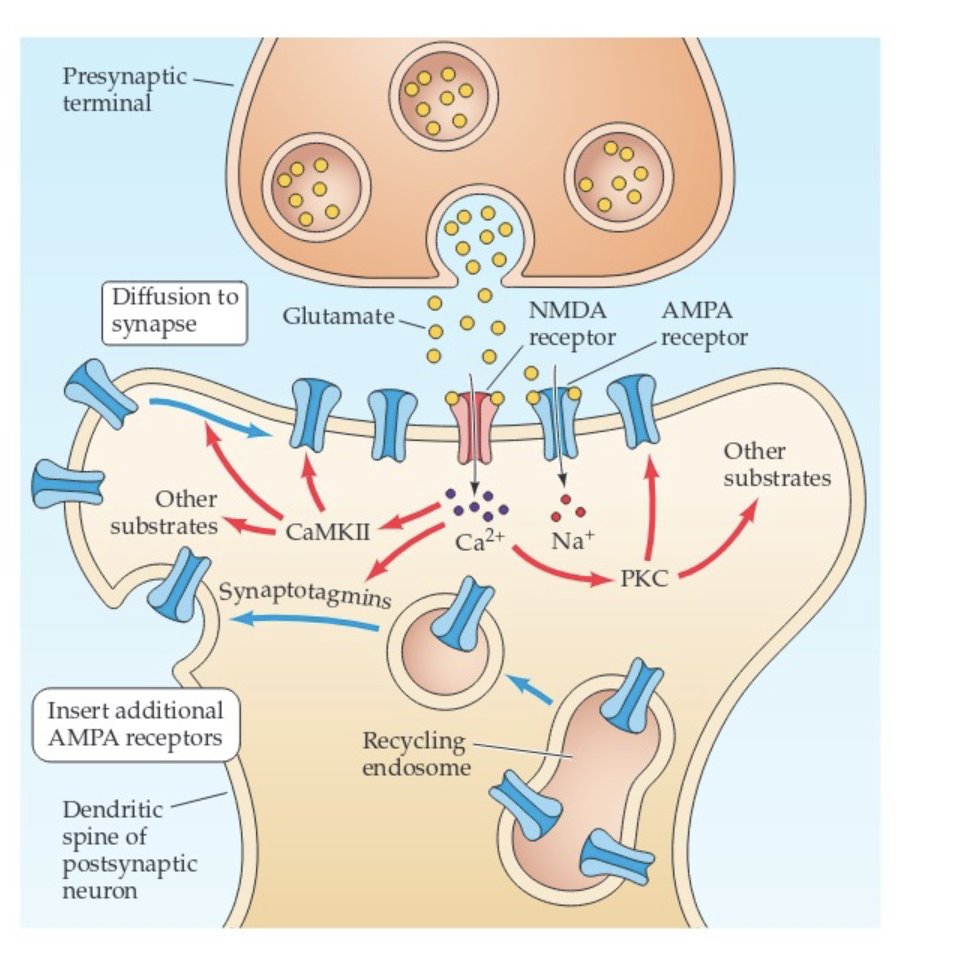 Presynaptic
terminal
Diffusion to
synapse
Glutamate
NMDA
receptor
AMPA
receptor
Other
substrates
Other
substrates
CaMKII
Ca²⁺
Na⁺
PKC
Synaptotagmins
Insert additional
AMPA receptors
Recycling
endosome
Dendritic
spine of
postsynaptic
neuron